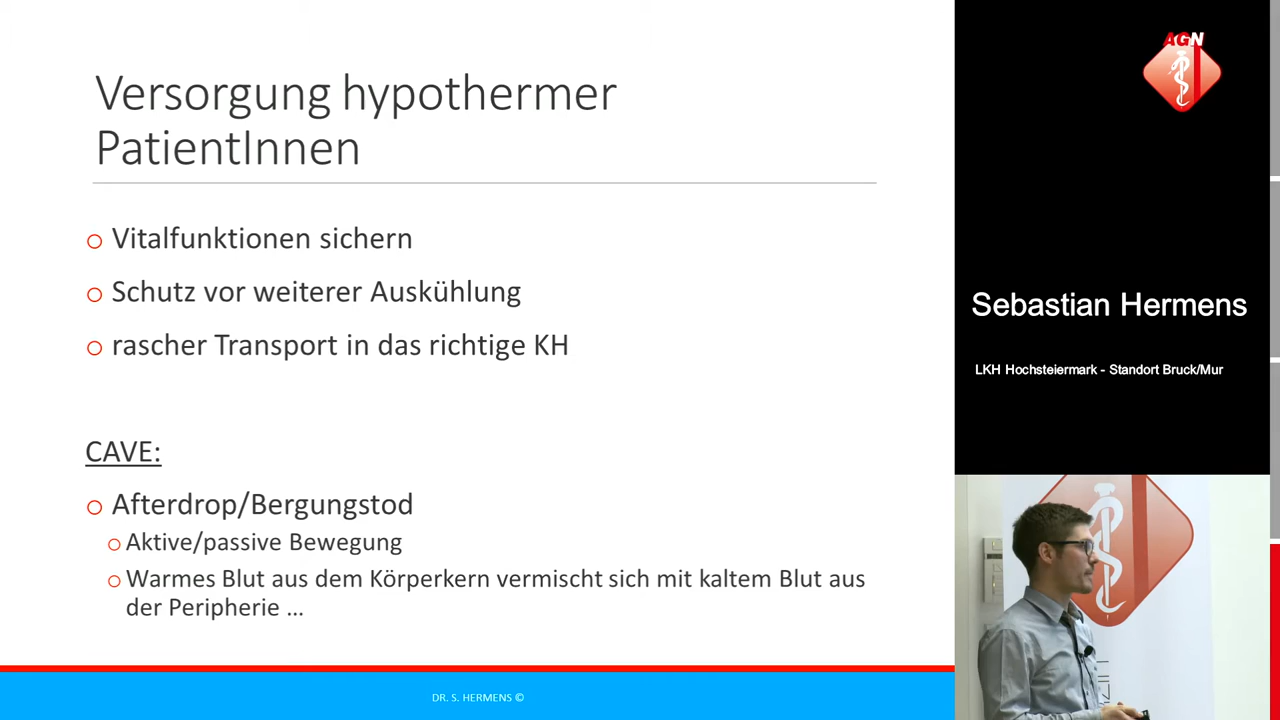 Versorgung hypothermer
PatientInnen
Vitalfunktionen sichern
Schutz vor weiterer Auskühlung
rascher Transport in das richtige KH
CAVE:
Afterdrop/Bergungstod
Aktive/passive Bewegung
Warmes Blut aus dem Körperkern vermischt sich mit kaltem Blut aus
der Peripherie ...
DR. S. HERMENS ©
AGN
Sebastian Hermens
LKH Hochsteiermark - Standort Bruck/Mur